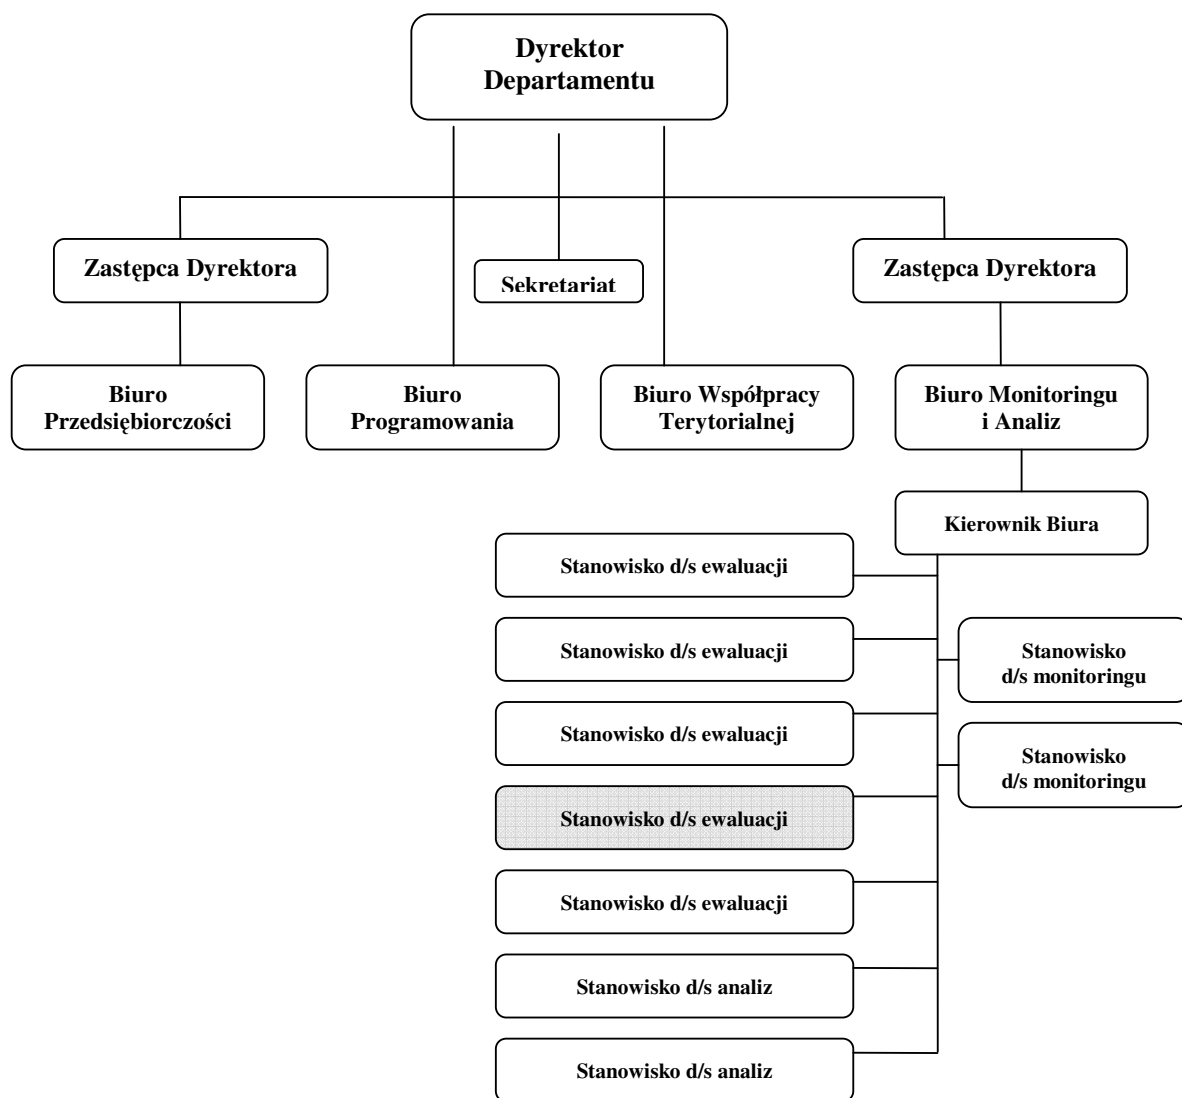 Dyrektor
Departamentu
Zastępca Dyrektora
Sekretariat
Zastępca Dyrektora
Biuro
Przedsiębiorczości
Biuro
Programowania
Biuro Współpracy
Terytorialnej
Biuro Monitoringu
i Analiz
Kierownik Biura
Stanowisko d/s ewaluacji
Stanowisko d/s ewaluacji
Stanowisko
d/s monitoringu
Stanowisko d/s ewaluacji
Stanowisko
d/s monitoringu
Stanowisko d/s ewaluacji
Stanowisko d/s ewaluacji
Stanowisko d/s analiz
Stanowisko d/s analiz